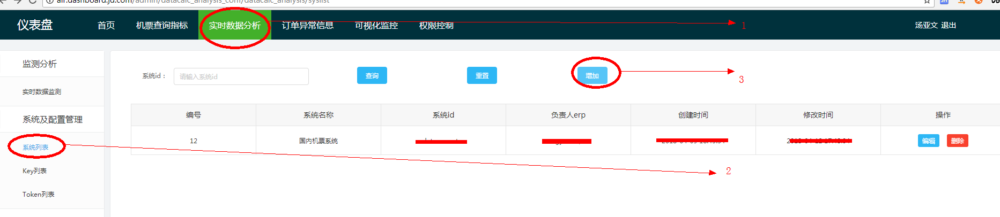 air.dashboard.jd.com/admin/datacalc_analysis_com/datacalc_analysis/syslist
仪表盘 首页 机票查询指标 实时数据分析 订单异常信息 可视化监控 权限控制 1 汤亚文 退出
监测分析
系统id： 请输入系统id 查询 重置 增加 3
实时数据监测
编号 系统名称 系统id 负责人erp 创建时间 修改时间 操作
系统及配置管理
12 国内机票系统 编辑 删除
系统列表
Key列表 2
Token列表